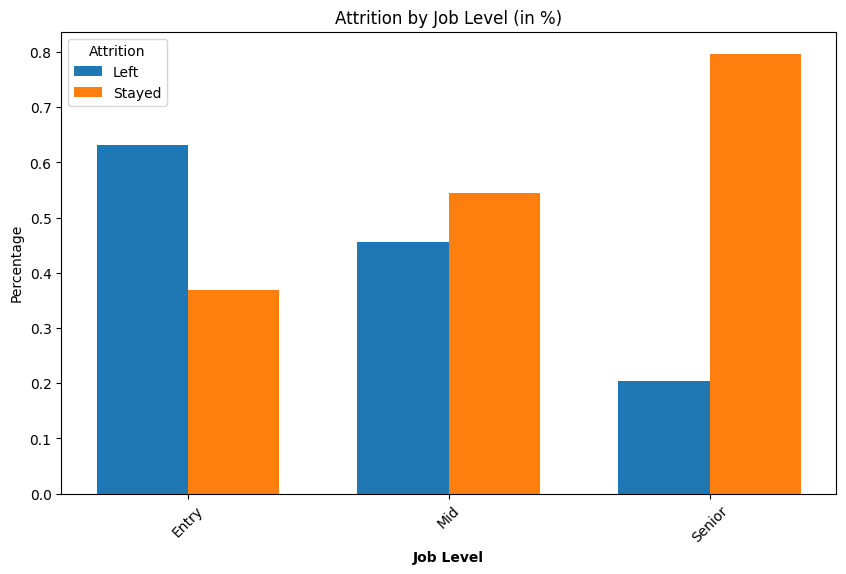 Attrition by Job Level (in %)
Attrition
Left
Stayed
Percentage
0.8
0.7
0.6
0.5
0.4
0.3
0.2
0.1
0.0
Entry
Mid
Senior
Job Level